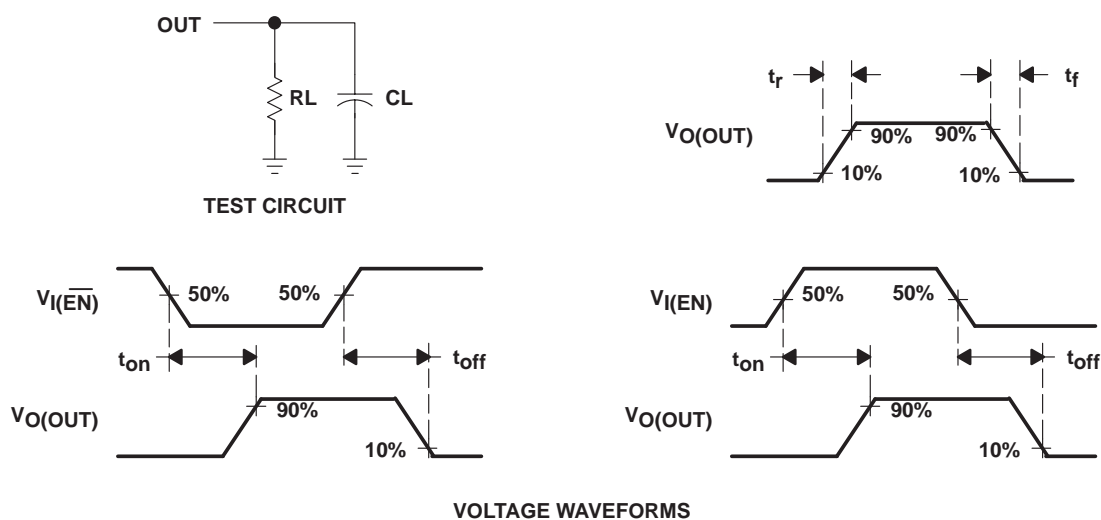 OUT
RL
CL
TEST CIRCUIT
tr
tf
VO(OUT)
90%
90%
10%
10%
VI(E̅N̅)
50%
50%
ton
toff
VO(OUT)
90%
10%
VI(EN)
50%
50%
ton
toff
VO(OUT)
90%
10%
VOLTAGE WAVEFORMS